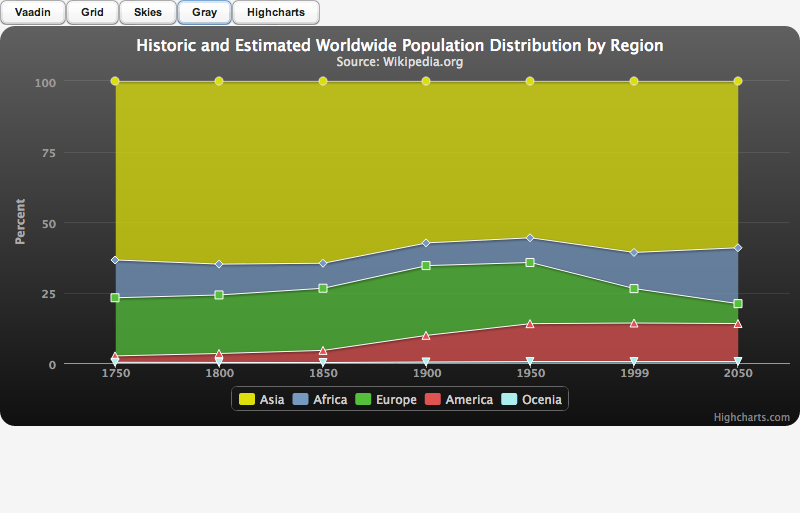 Vaadin Grid Skies Gray Highcharts
Historic and Estimated Worldwide Population Distribution by Region
Source: Wikipedia.org
Percent
100
75
50
25
0
1750 1800 1850 1900 1950 1999 2050
Asia Africa Europe America Ocenia
Highcharts.com